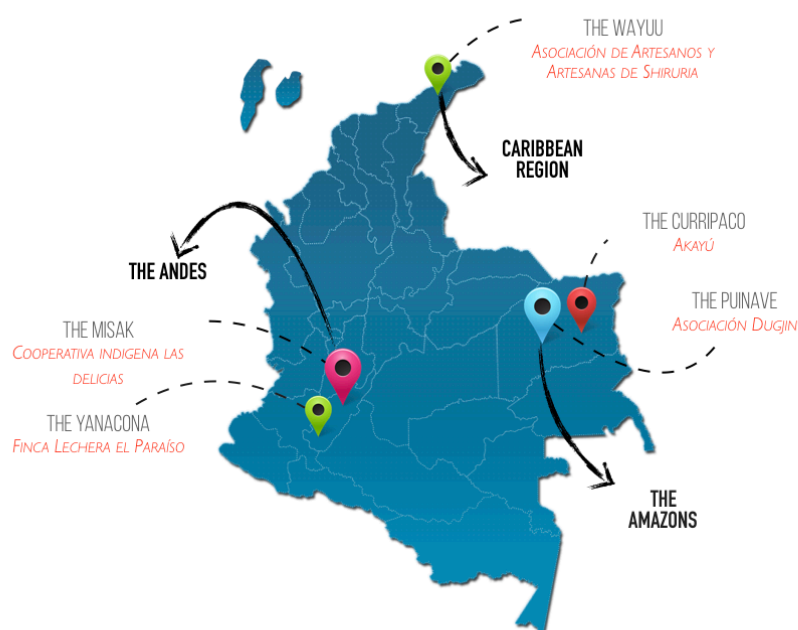 THE WAYUU
ASOCIACIÓN DE ARTESANOS Y
ARTESANAS DE SHIRURIA
CARIBBEAN
REGION
THE CURRIPACO
AKAYÚ
THE ANDES
THE PUINAVE
ASOCIACIÓN DUGJIN
THE MISAK
COOPERATIVA INDIGENA LAS
DELICIAS
THE YANACONA
FINCA LECHERA EL PARAÍSO
THE
AMAZONS